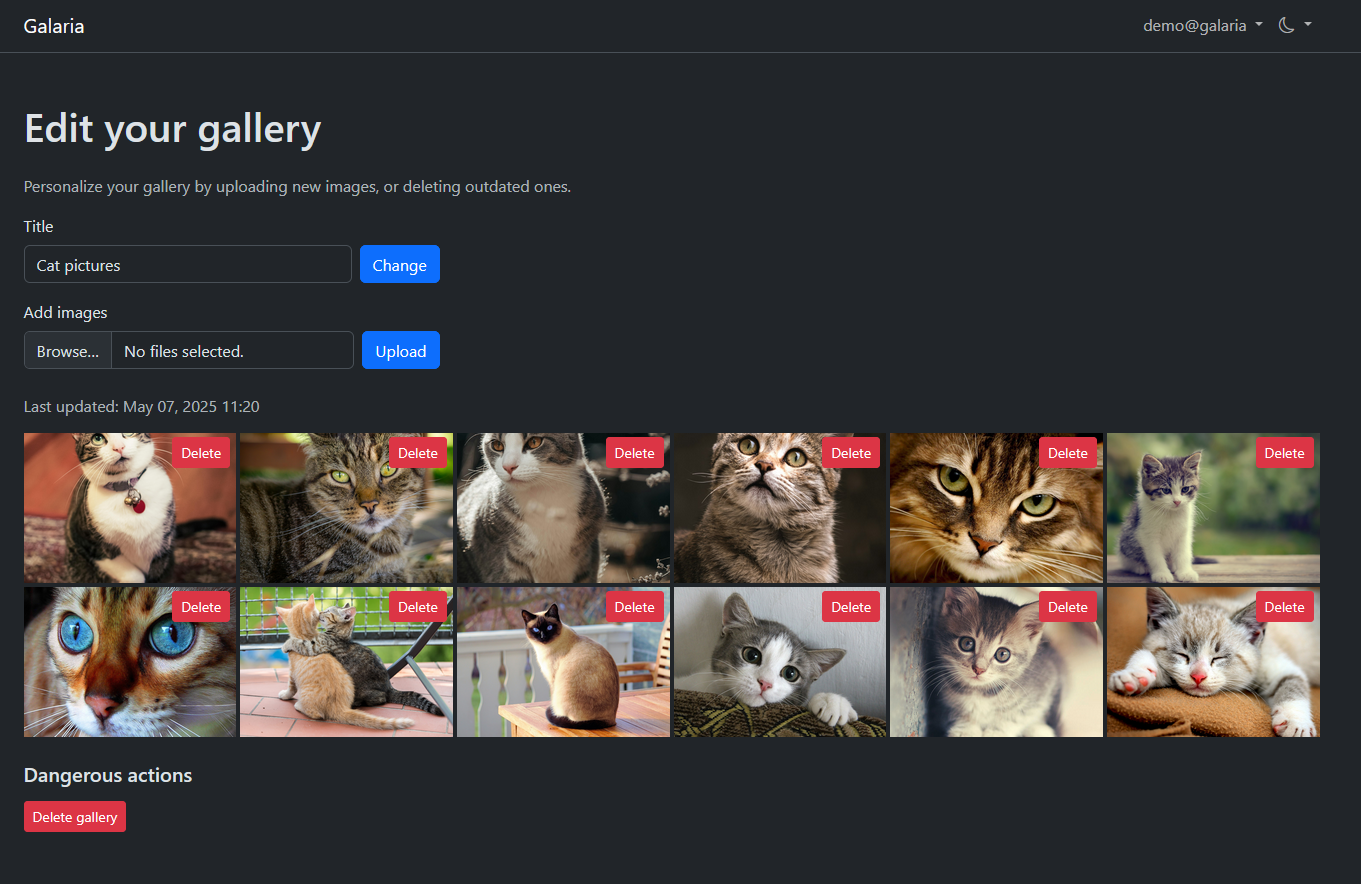 Galaria
demo@galaria
Edit your gallery
Personalize your gallery by uploading new images, or deleting outdated ones.
Title
Cat pictures Change
Add images
Browse... No files selected. Upload
Last updated: May 07, 2025 11:20
Delete Delete Delete Delete Delete Delete
Delete Delete Delete Delete Delete Delete
Dangerous actions
Delete gallery